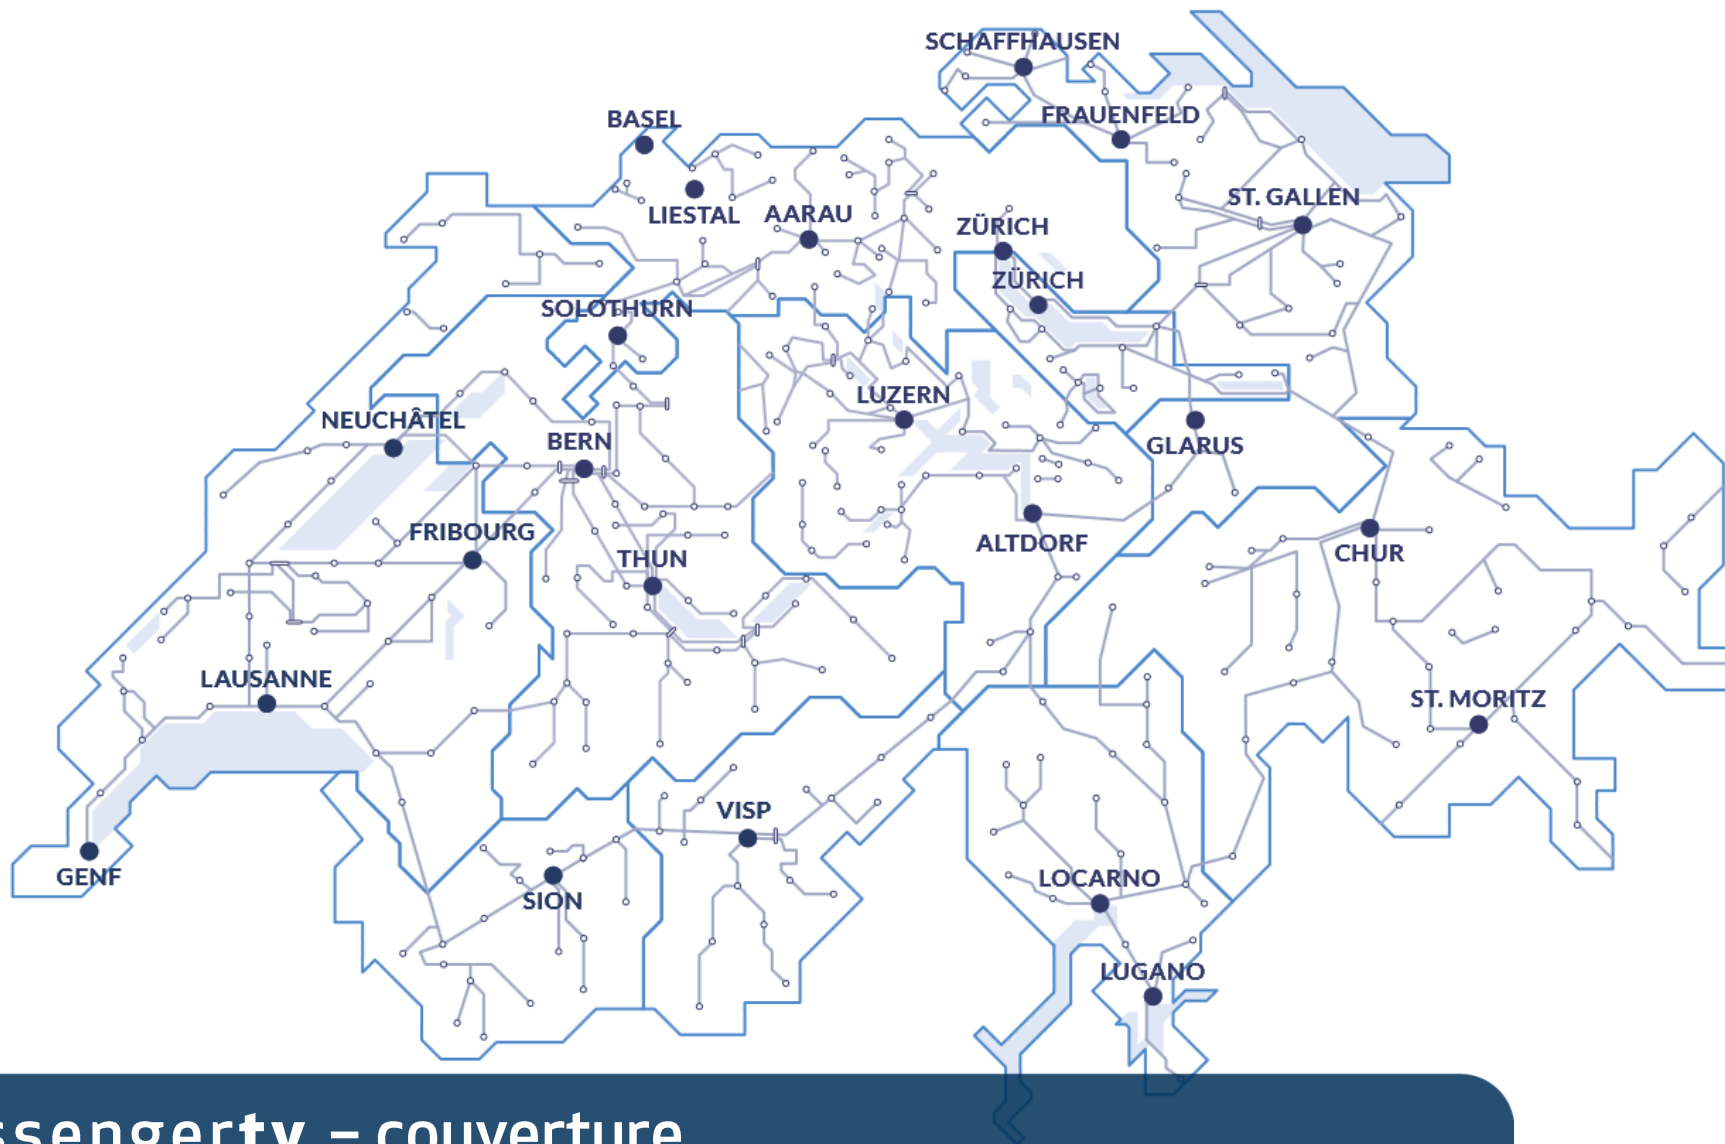 SCHAFFHAUSEN
BASEL
FRAUENFELD
LIESTAL
AARAU
ST. GALLEN
ZÜRICH
ZÜRICH
SOLOTHURN
LUZERN
NEUCHÂTEL
BERN
GLARUS
FRIBOURG
THUN
ALTDORF
CHUR
LAUSANNE
ST. MORITZ
VISP
GENF
SION
LOCARNO
LUGANO
ssengertv – couverture